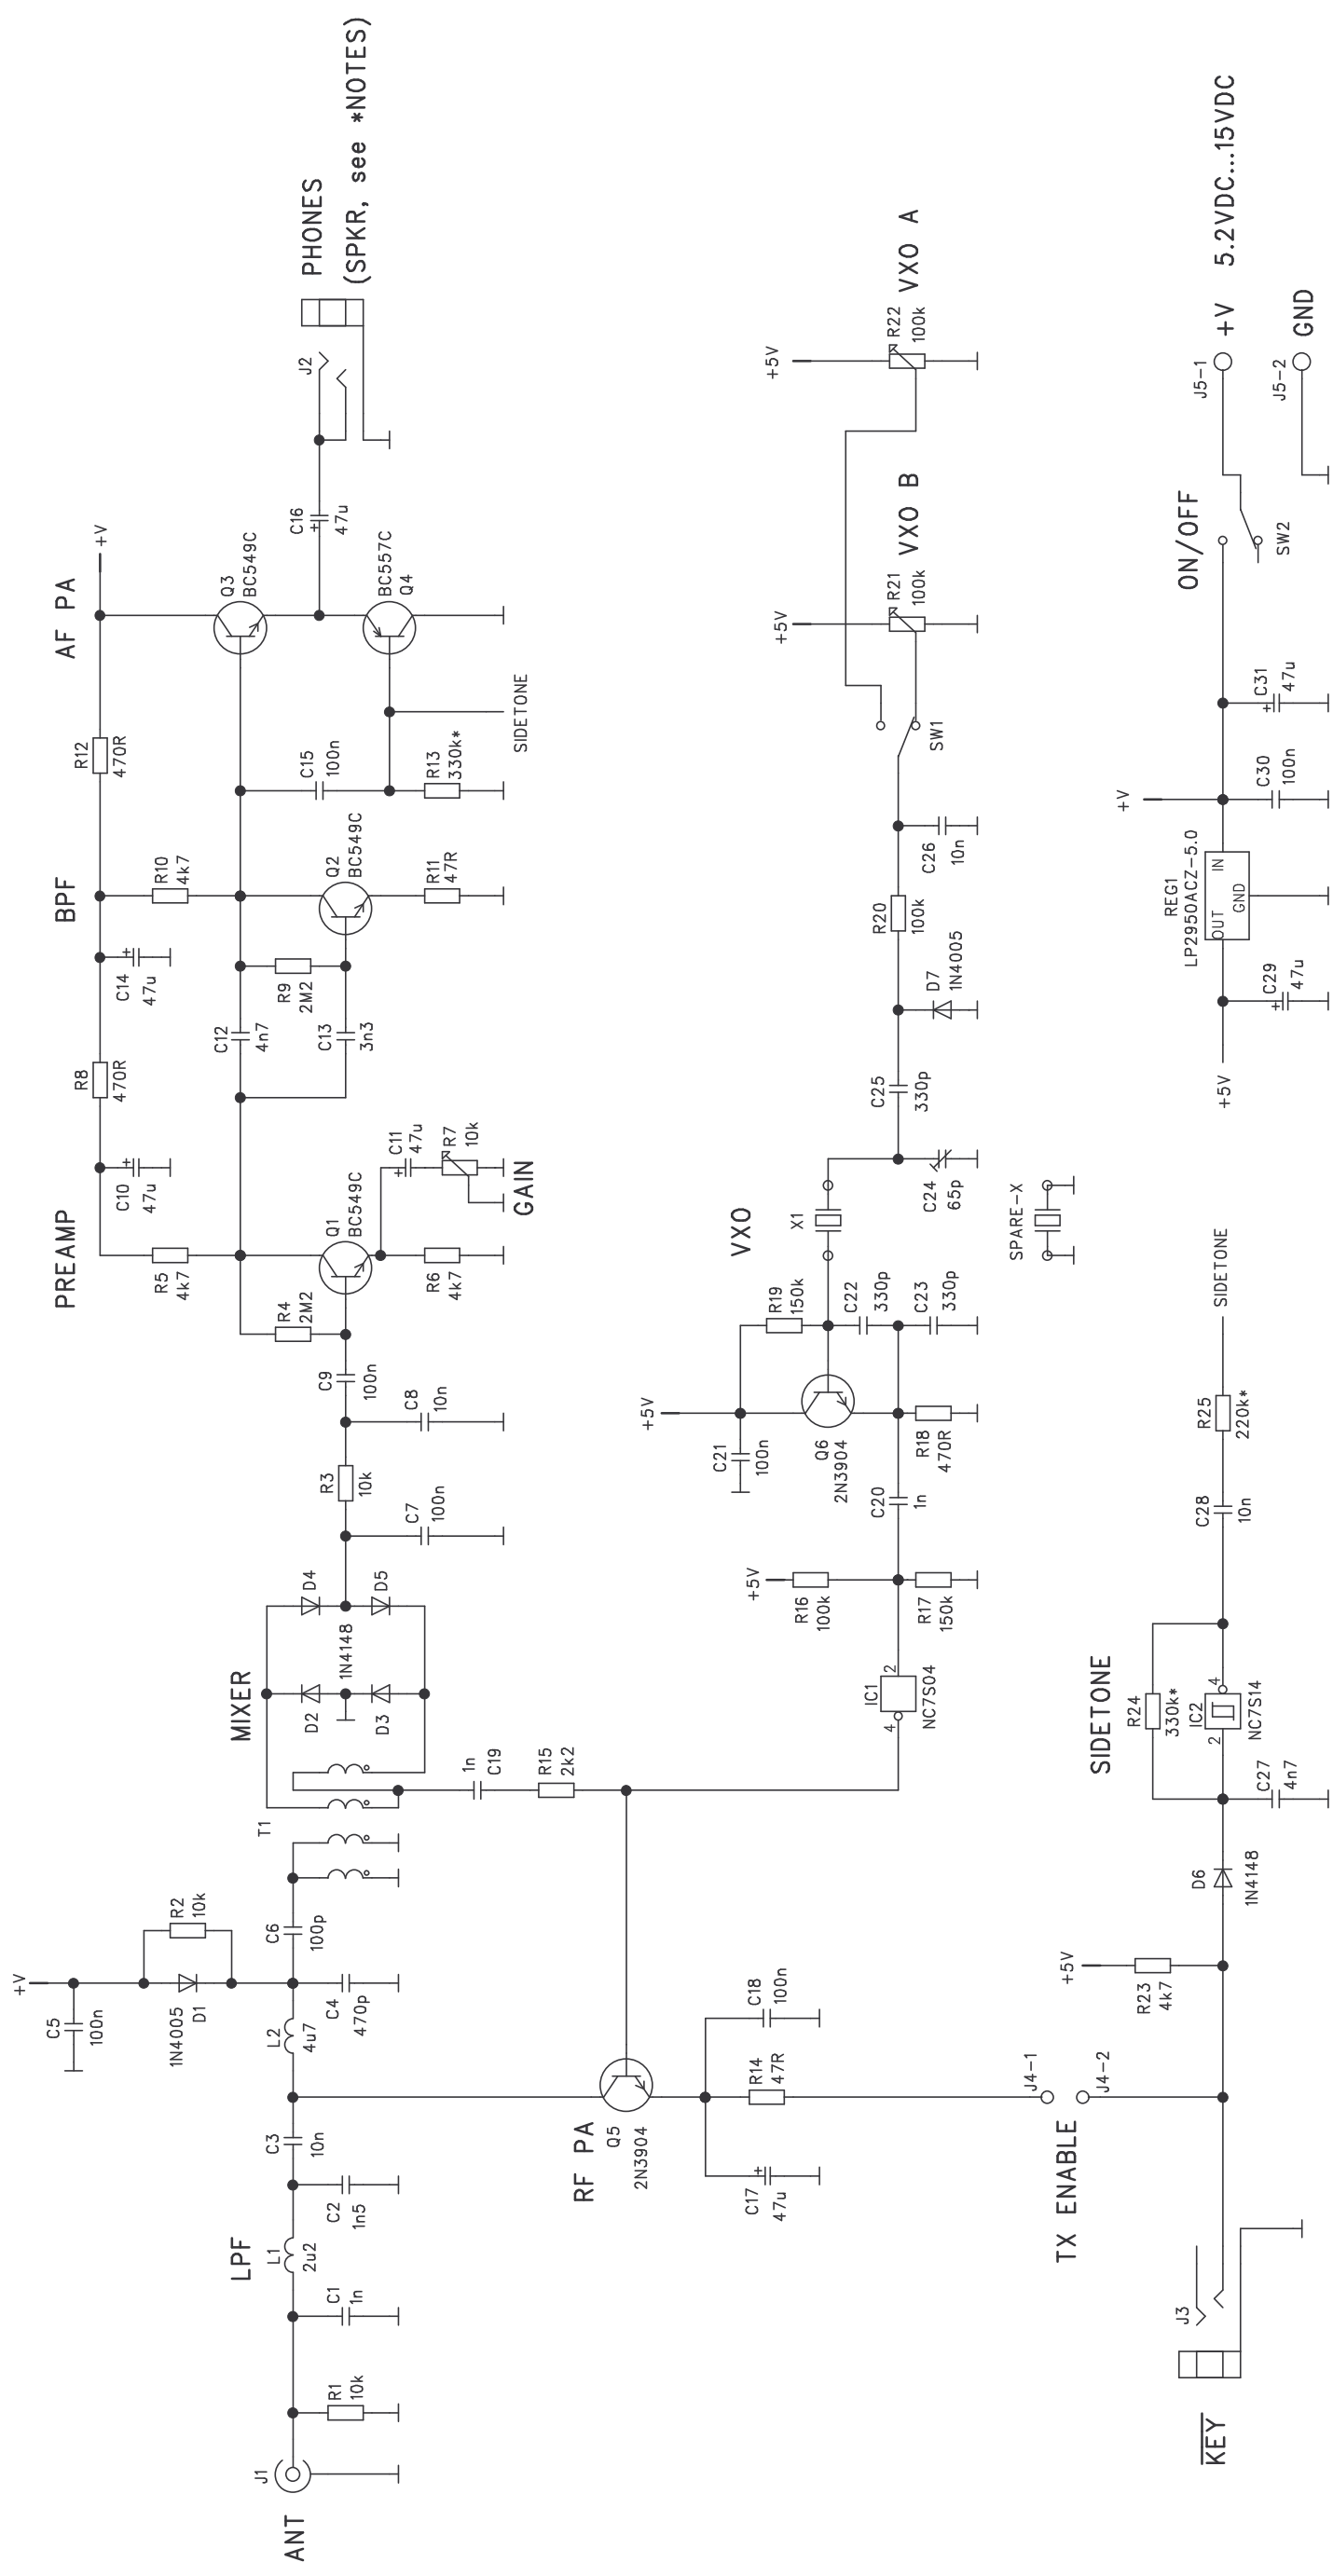 ANT
J1
R1
10k
C1
1n
LPF
L1
2u2
C2
1n5
C3
10n
L2
4u7
C4
470p
+V
C5
100n
1N4005
D1
R2
10k
C6
100p
T1
MIXER
D2
D3
D4
D5
1N4148
1n
C19
R15
2k2
C7
100n
R3
10k
C8
10n
C9
100n
PREAMP
R4
2M2
R5
4k7
Q1
BC549C
R6
4k7
C10
47u
C11
47u
R7
10k
GAIN
R8
470R
C12
4n7
C13
3n3
C14
47u
BPF
R9
2M2
R10
4k7
Q2
BC549C
R11
47R
R12
470R
C15
100n
R13
330k*
SIDETONE
AF PA
+V
Q3
BC549C
BC557C
Q4
C16
47u
J2
PHONES
(SPKR, see *NOTES)
RF PA
Q5
2N3904
C17
47u
R14
47R
C18
100n
IC1
4
2
NC7S04
+5V
R16
100k
R17
150k
C20
1n
+5V
C21
100n
Q6
2N3904
R18
470R
R19
150k
C22
330p
C23
330p
VXO
X1
C24
65p
SPARE-X
C25
330p
D7
1N4005
R20
100k
C26
10n
SW1
+5V
R21
100k
VXO B
+5V
R22
100k
VXO A
KEY
J3
TX ENABLE
J4-1
J4-2
+5V
R23
4k7
D6
1N4148
SIDETONE
C27
4n7
R24
330k*
IC2
2
4
NC7S14
C28
10n
R25
220k*
SIDETONE
+5V
C29
47u
REG1
LP2950ACZ-5.0
OUT
IN
GND
+V
C30
100n
C31
47u
ON/OFF
SW2
J5-1
+V
5.2VDC...15VDC
J5-2
GND